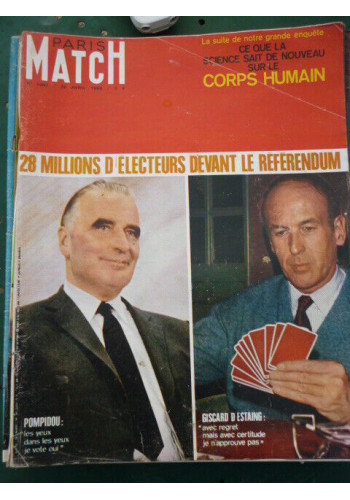 PARIS
MATCH
La suite de notre grande enquête
CE QUE LA
SCIENCE SAIT DE NOUVEAU
SUR LE
CORPS HUMAIN
28 MILLIONS D'ELECTEURS DEVANT LE REFERENDUM
POMPIDOU :
"les yeux
dans les yeux
je vote oui"
GISCARD D'ESTAING :
"avec regret
mais avec certitude
je n'approuve pas"